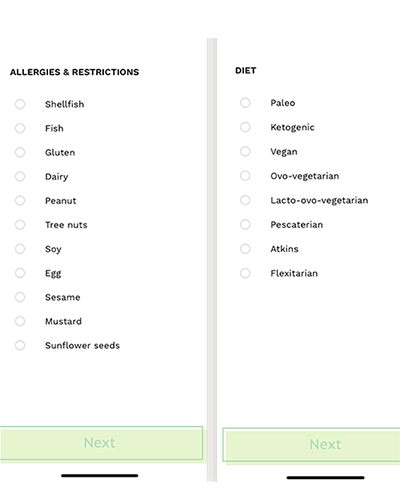 ALLERGIES & RESTRICTIONS
Shellfish
Fish
Gluten
Dairy
Peanut
Tree nuts
Soy
Egg
Sesame
Mustard
Sunflower seeds
Next
DIET
Paleo
Ketogenic
Vegan
Ovo-vegetarian
Lacto-ovo-vegetarian
Pescaterian
Atkins
Flexitarian
Next